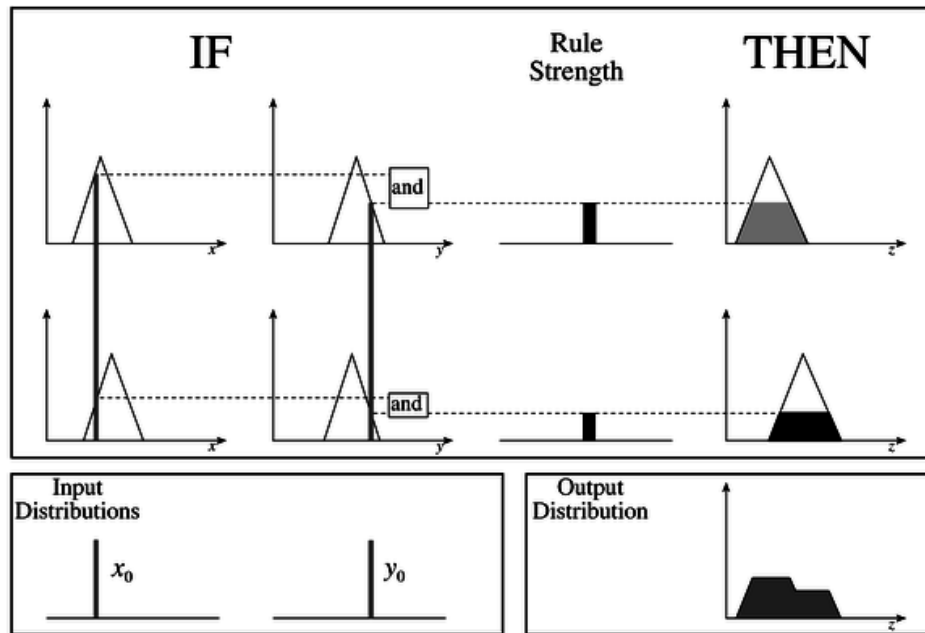 IF
Rule
Strength
THEN
and
x
y
z
and
x
y
z
Input
Distributions
x₀
y₀
Output
Distribution
z